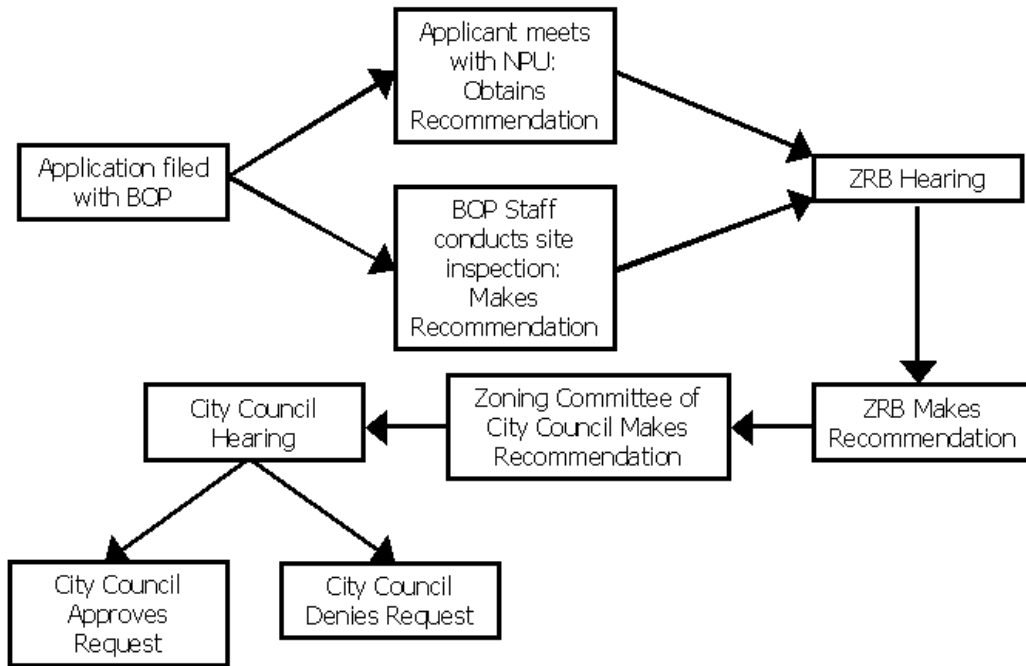 Applicant meets
with NPU:
Obtains
Recommendation
Application filed
with BOP
ZRB Hearing
BOP Staff
conducts site
inspection:
Makes
Recommendation
ZRB Makes
Recommendation
Zoning Committee of
City Council Makes
Recommendation
City Council
Hearing
City Council
Approves
Request
City Council
Denies Request